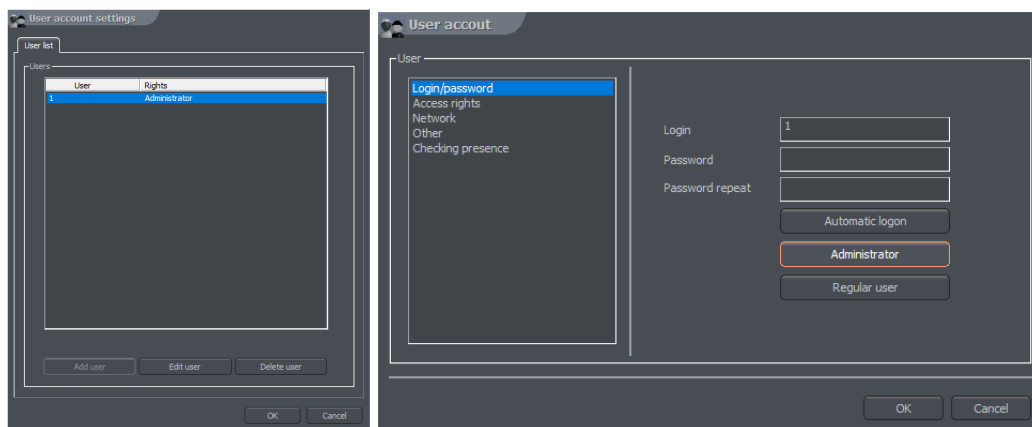 User account settings
User list
Users
User Rights
1 Administrator
Add user Edit user Delete user
OK Cancel
User accout
User
Login/password
Access rights
Network
Other
Checking presence
Login 1
Password
Password repeat
Automatic logon
Administrator
Regular user
OK Cancel